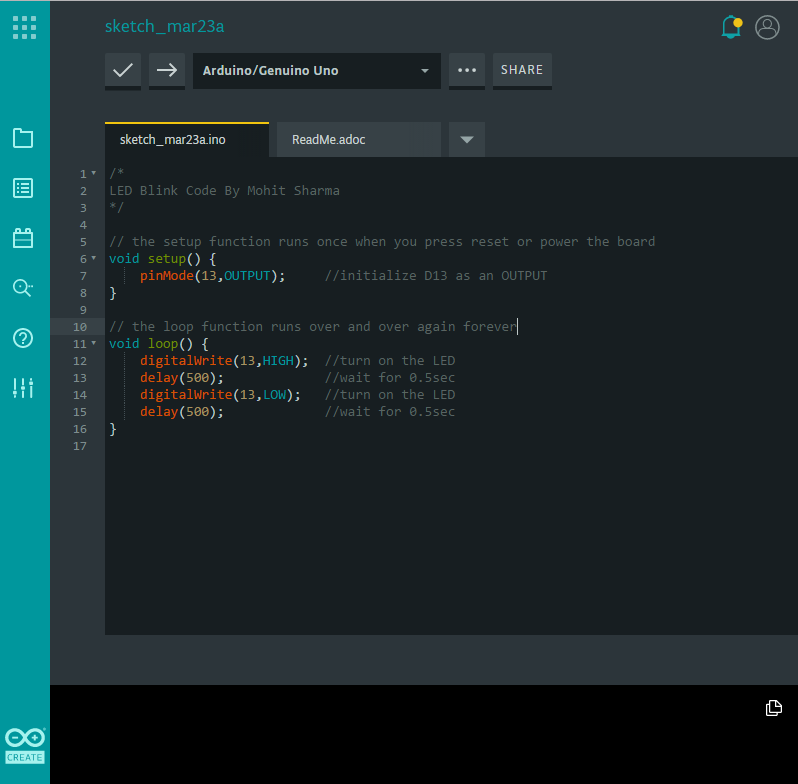 sketch_mar23a
Arduino/Genuino Uno
SHARE
sketch_mar23a.ino ReadMe.adoc
1 /*
2 LED Blink Code By Mohit Sharma
3 */
4
5 // the setup function runs once when you press reset or power the board
6 void setup() {
7 pinMode(13,OUTPUT); //initialize D13 as an OUTPUT
8 }
9
10 // the loop function runs over and over again forever
11 void loop() {
12 digitalWrite(13,HIGH); //turn on the LED
13 delay(500); //wait for 0.5sec
14 digitalWrite(13,LOW); //turn on the LED
15 delay(500); //wait for 0.5sec
16 }
17
CREATE